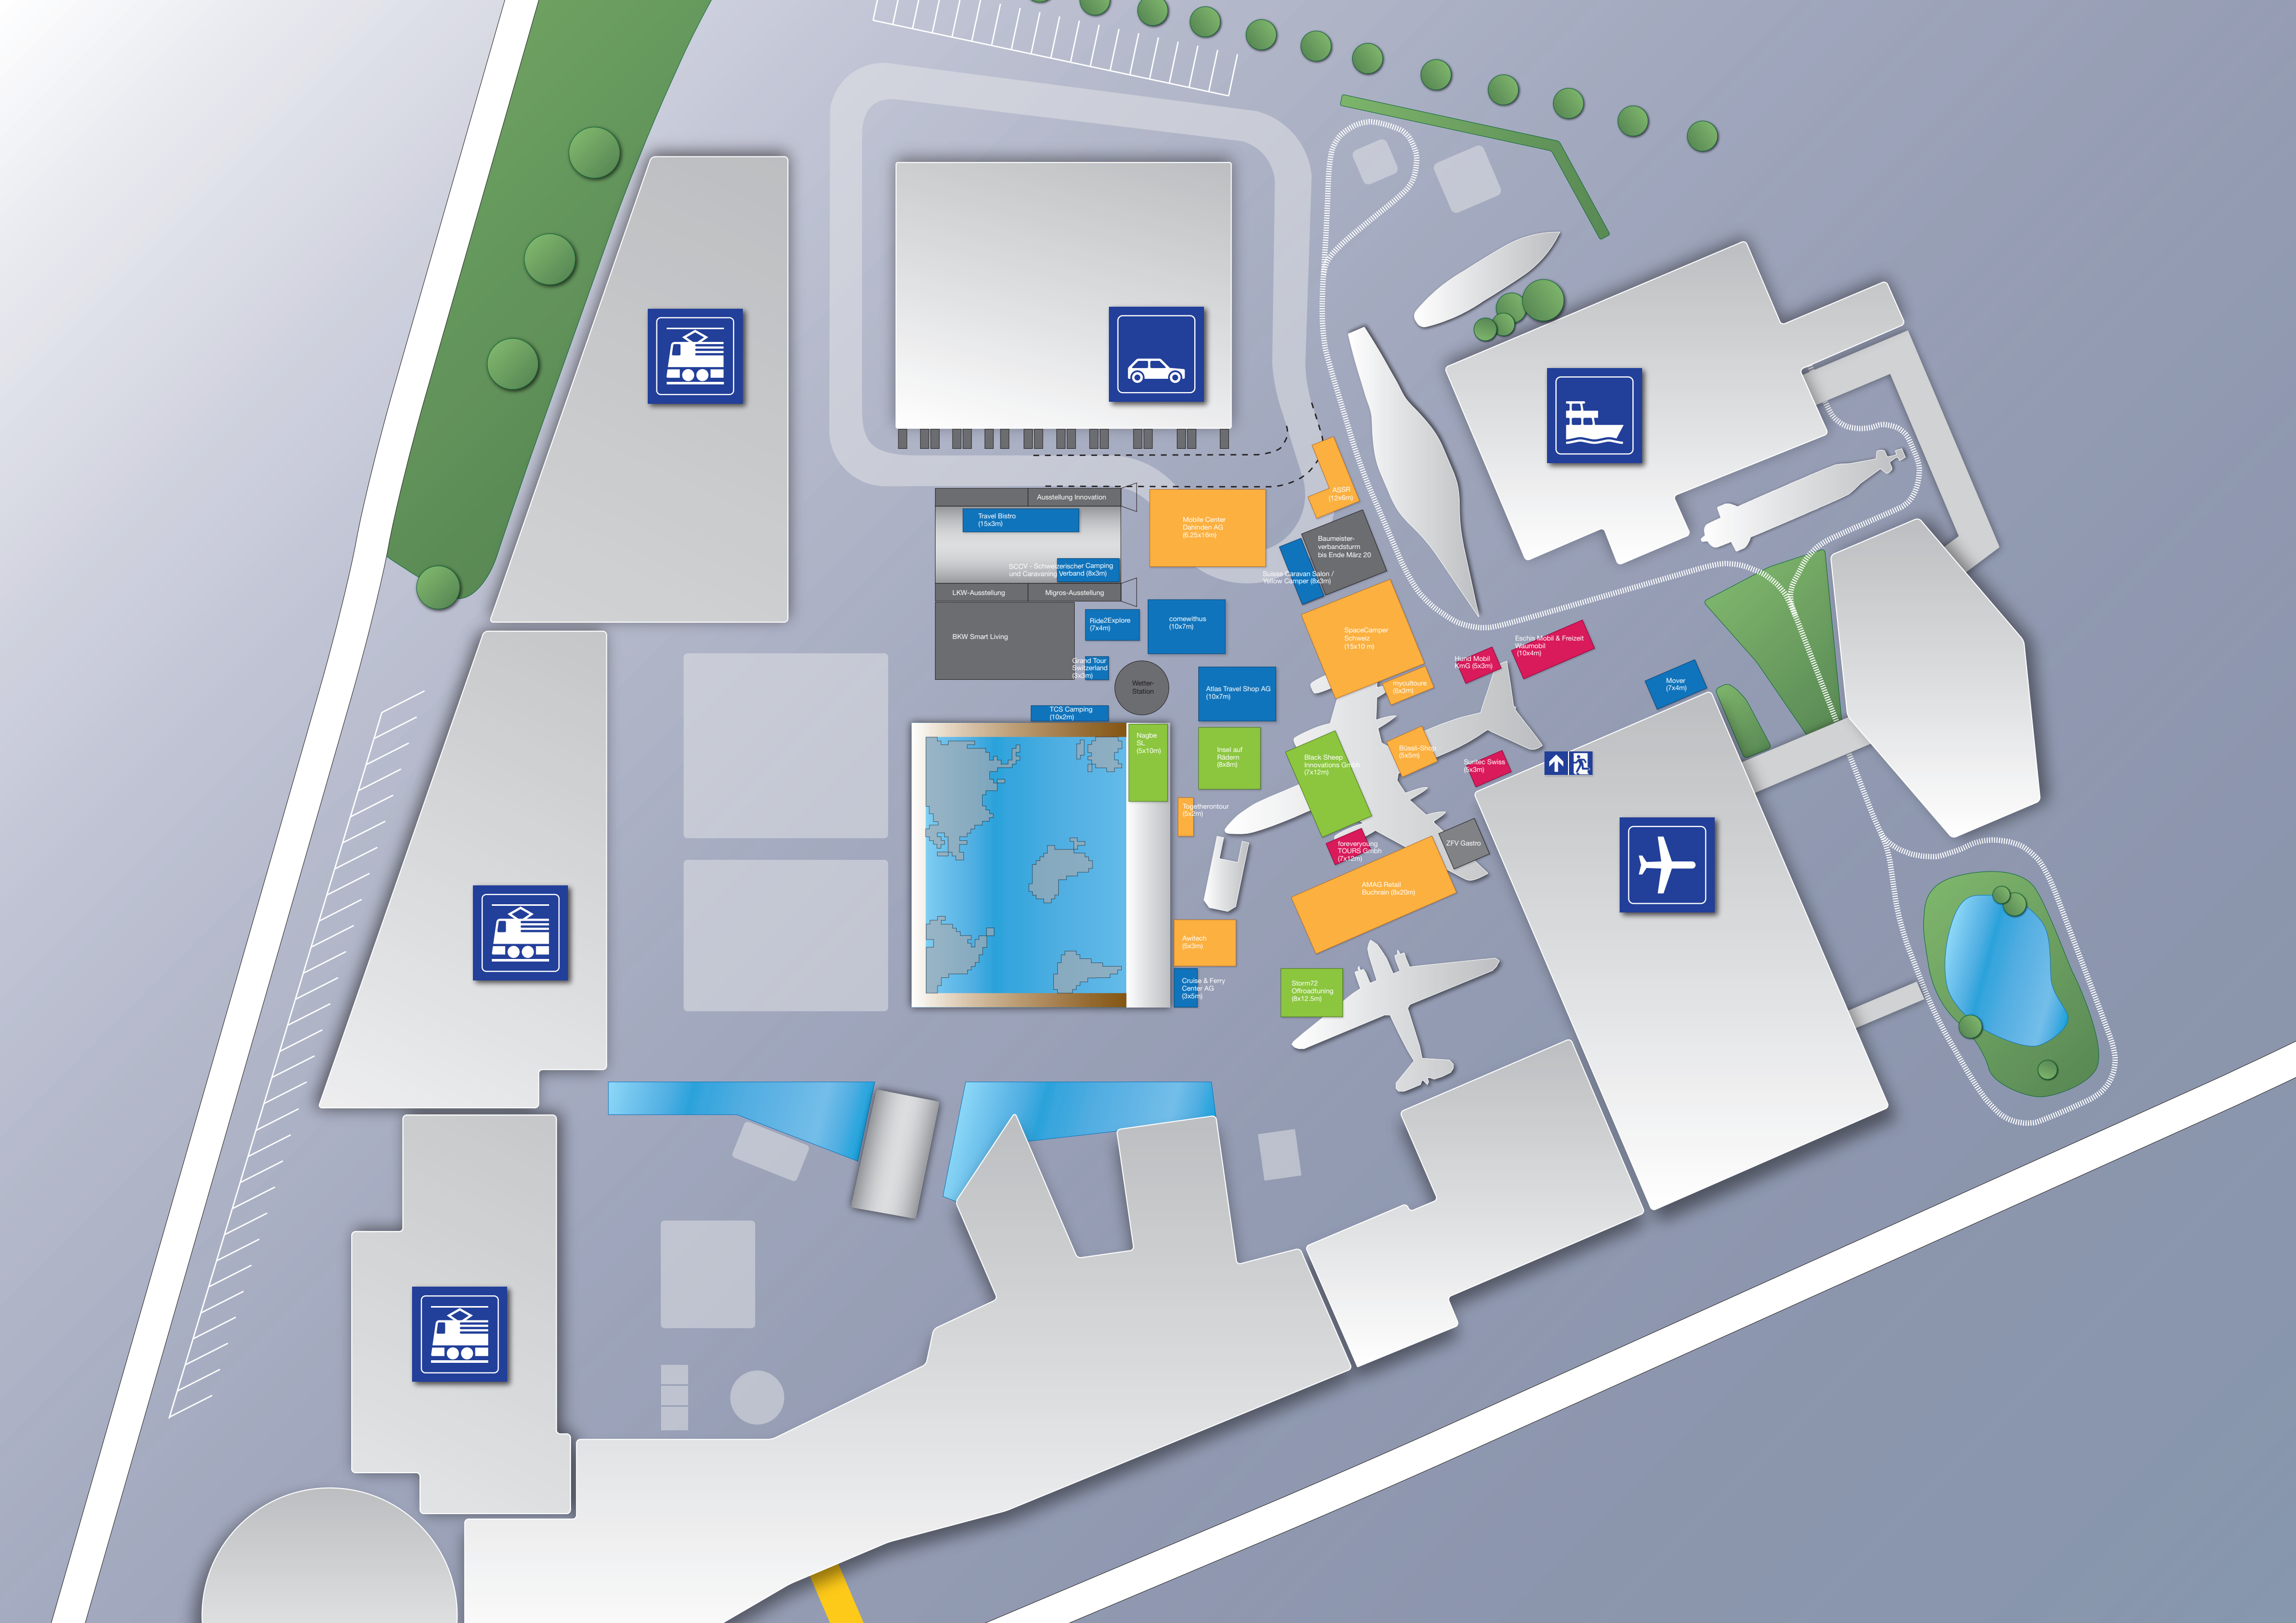 Ausstellung Innovation
Travel Bistro
(15x3m)
SCCV - Schweizerischer Camping
und Caravaning Verband (8x3m)
LKW-Ausstellung
Migros-Ausstellung
BKW Smart Living
Ride2Explore
(7x4m)
Grand Tour
Switzerland
(3x3m)
TCS Camping
(10x2m)
Wetter-
Station
Mobile Center
Dahinden AG
(6.25x16m)
comewithus
(10x7m)
Atlas Travel Shop AG
(10x7m)
ASSR
(12x6m)
Baumeister-
verbandsturm
bis Ende März 20
Suisse Caravan Salon /
Yellow Camper (8x3m)
SpaceCamper
Schweiz
(15x10 m)
myouttoure
(6x3m)
Hund Mobil
KmG (5x3m)
Eschis Mobil & Freizeit
Waumobil
(10x4m)
Mover
(7x4m)
Nagbe
SL
(5x10m)
Insel auf
Rädern
(8x8m)
Black Sheep
Innovations GmbH
(7x12m)
Büssli-Shop
(5x5m)
Suntec Swiss
(5x3m)
Togetherontour
(5x2m)
foreveryoung
TOURS Gmbh
(7x12m)
ZFV Gastro
AMAG Retail
Buchrain (8x20m)
Awitech
(5x3m)
Cruise & Ferry
Center AG
(3x5m)
Storm72
Offroadtuning
(8x12.5m)